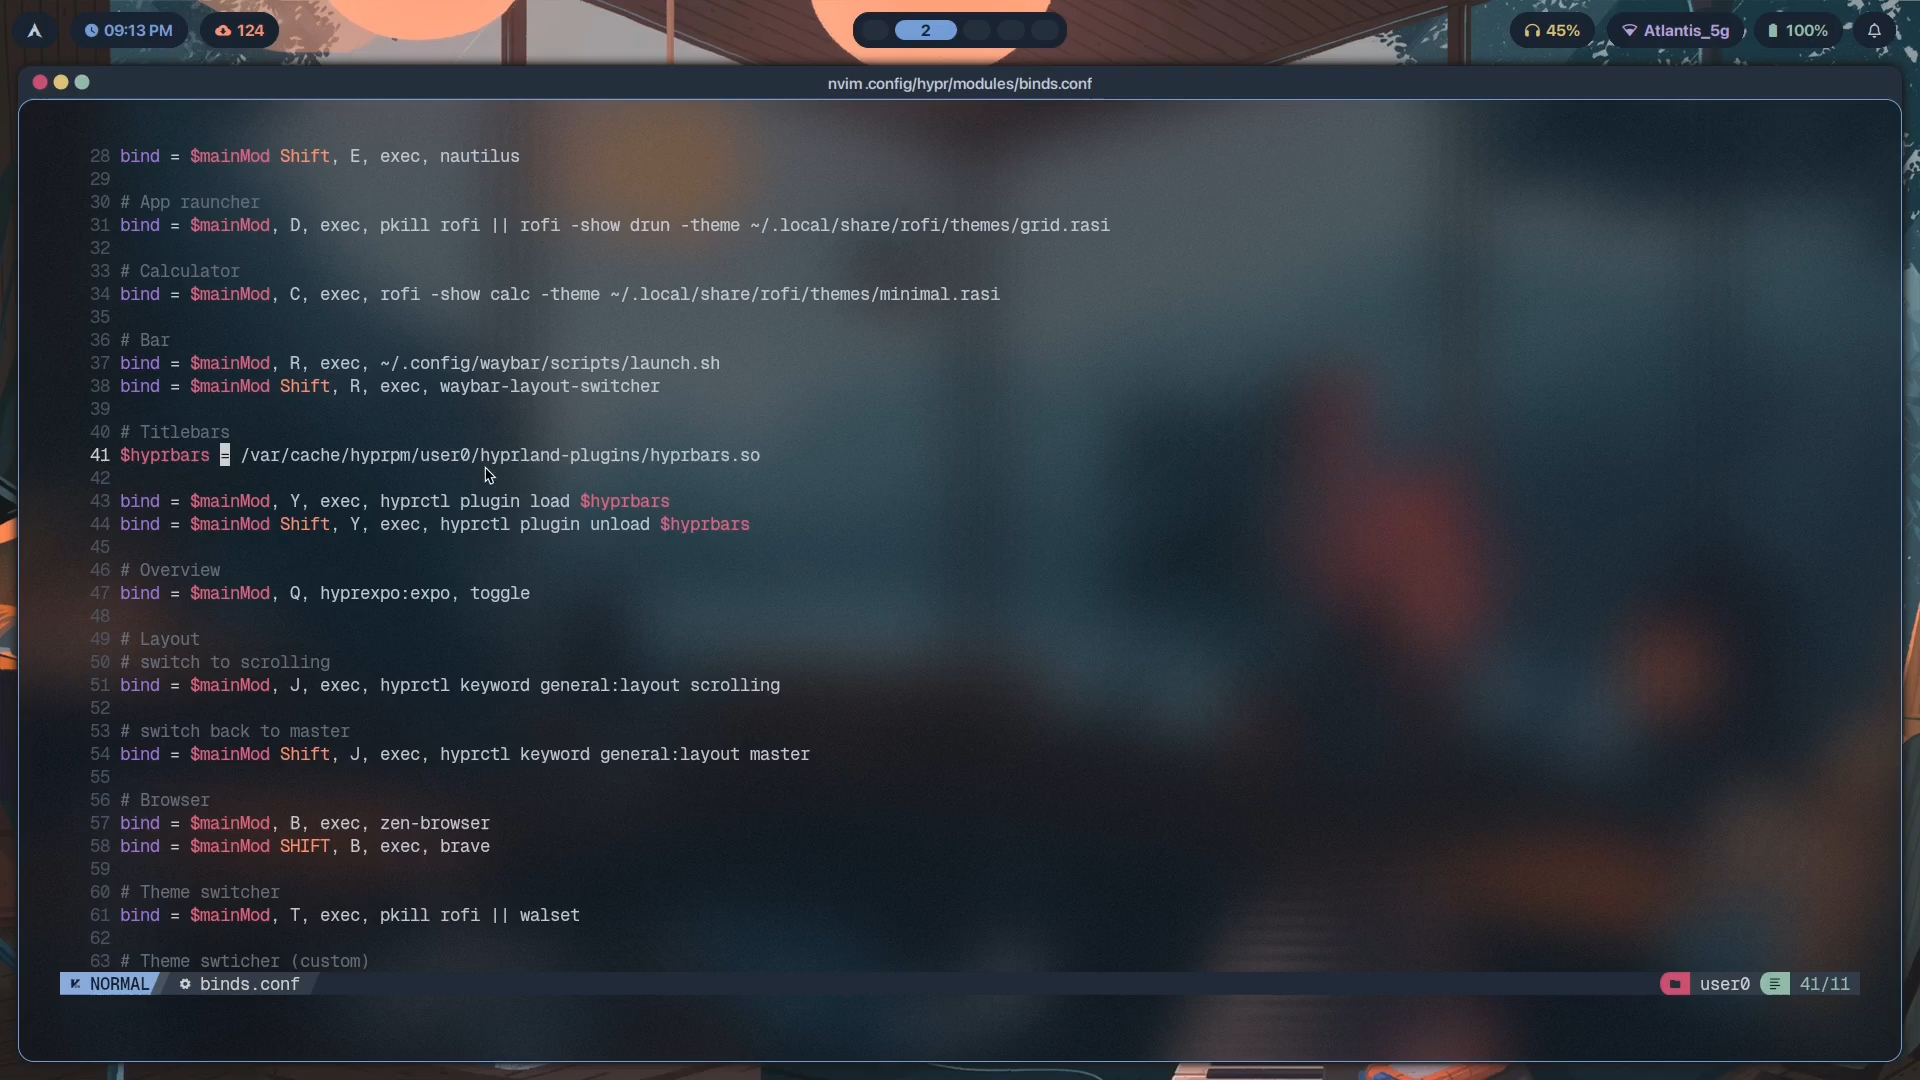 09:13 PM
124
2
45%
Atlantis_5g
100%
nvim .config/hypr/modules/binds.conf
28 bind = $mainMod Shift, E, exec, nautilus
29
30 # App rauncher
31 bind = $mainMod, D, exec, pkill rofi || rofi -show drun -theme ~/.local/share/rofi/themes/grid.rasi
32
33 # Calculator
34 bind = $mainMod, C, exec, rofi -show calc -theme ~/.local/share/rofi/themes/minimal.rasi
35
36 # Bar
37 bind = $mainMod, R, exec, ~/.config/waybar/scripts/launch.sh
38 bind = $mainMod Shift, R, exec, waybar-layout-switcher
39
40 # Titlebars
41 $hyprbars = /var/cache/hyprpm/user0/hyprland-plugins/hyprbars.so
42
43 bind = $mainMod, Y, exec, hyprctl plugin load $hyprbars
44 bind = $mainMod Shift, Y, exec, hyprctl plugin unload $hyprbars
45
46 # Overview
47 bind = $mainMod, Q, hyprexpo:expo, toggle
48
49 # Layout
50 # switch to scrolling
51 bind = $mainMod, J, exec, hyprctl keyword general:layout scrolling
52
53 # switch back to master
54 bind = $mainMod Shift, J, exec, hyprctl keyword general:layout master
55
56 # Browser
57 bind = $mainMod, B, exec, zen-browser
58 bind = $mainMod SHIFT, B, exec, brave
59
60 # Theme switcher
61 bind = $mainMod, T, exec, pkill rofi || walset
62
63 # Theme swticher (custom)
NORMAL binds.conf user0 41/11